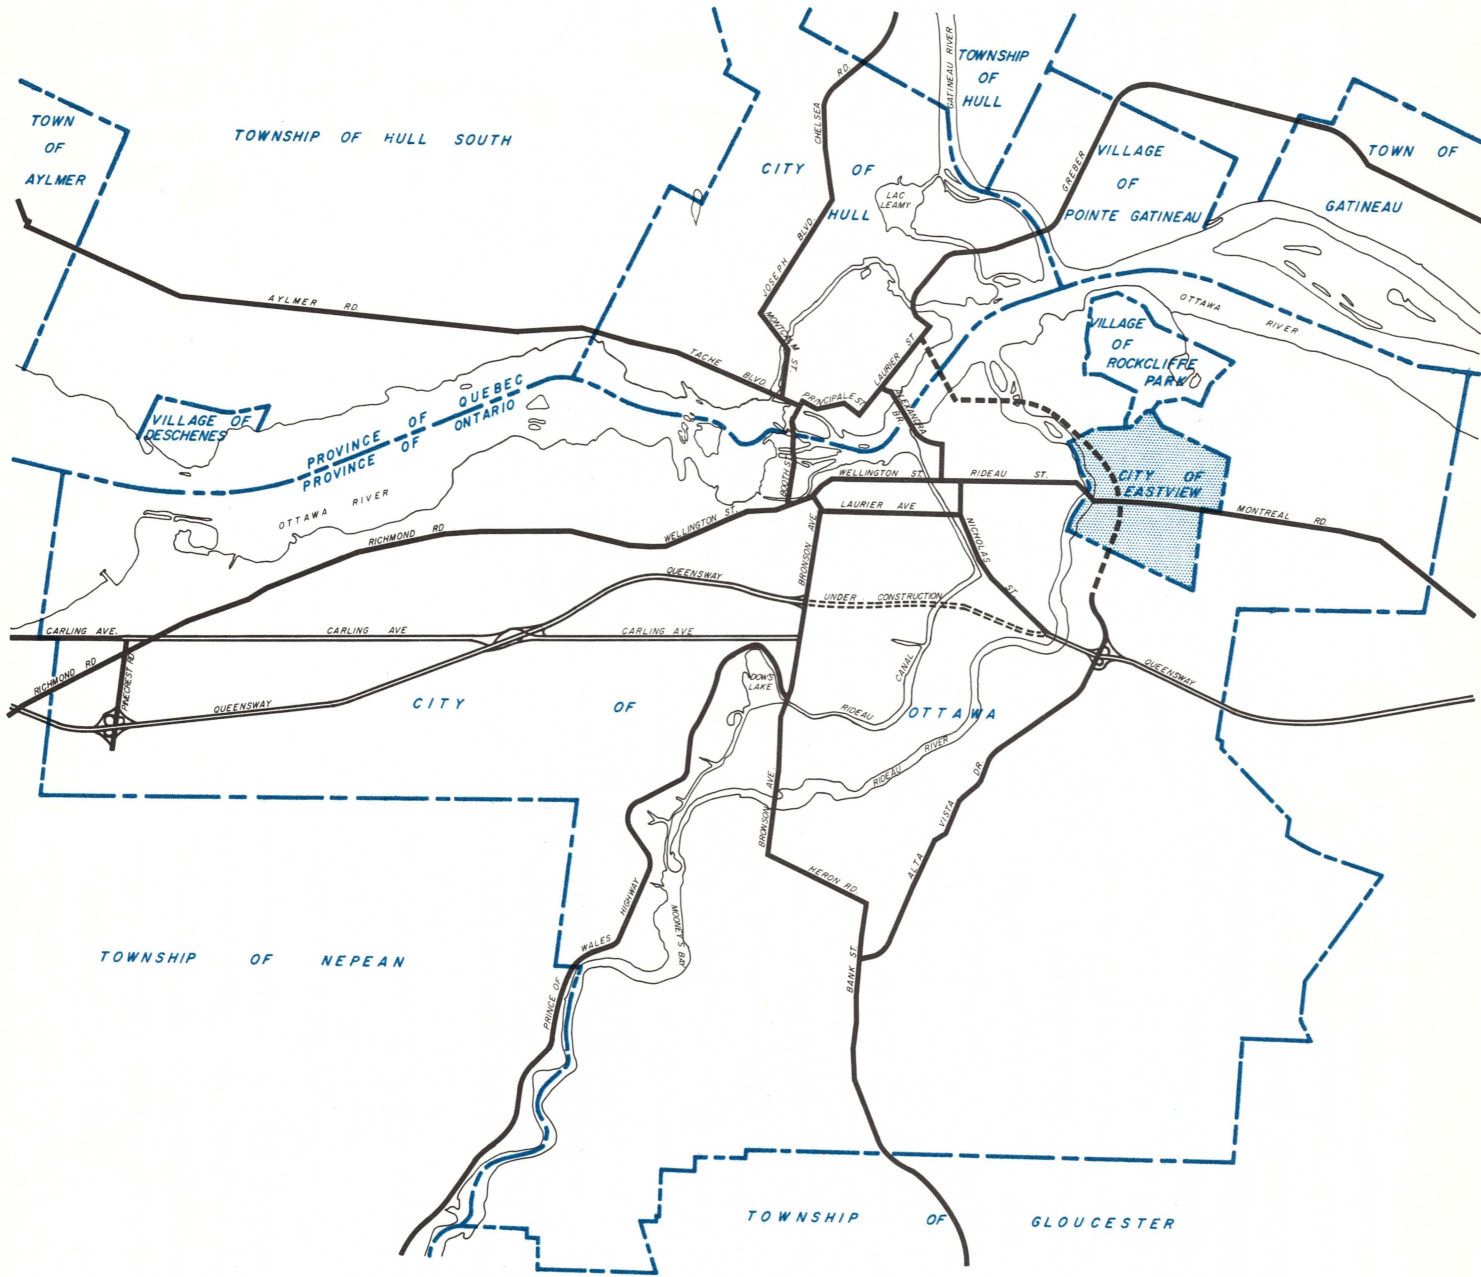 TOWN
OF
AYLMER
TOWNSHIP OF HULL SOUTH
CITY OF
HULL
TOWNSHIP
OF
HULL
GATINEAU RIVER
CHELSEA RD
VILLAGE
OF
POINTE GATINEAU
GREBER
TOWN OF
GATINEAU
LAC
LEAMY
JOSEPH BLVD.
MONTCALM ST.
AYLMER RD.
TACHE BLVD.
LAURIER ST.
PRINCIPALE ST
ALEXANDRA
BR.
OTTAWA RIVER
VILLAGE
OF
ROCKCLIFFE
PARK
VILLAGE OF
DESCHENES
PROVINCE OF QUEBEC
PROVINCE OF ONTARIO
OTTAWA RIVER
CITY OF
EASTVIEW
BOOTH ST.
WELLINGTON ST.
RIDEAU ST.
LAURIER AVE
MONTREAL RD.
RICHMOND RD
WELLINGTON ST.
BRONSON AVE.
NICHOLAS ST.
QUEENSWAY
UNDER CONSTRUCTION
CARLING AVE.
CARLING AVE
CARLING AVE
RICHMOND RD
PINECREST RD.
QUEENSWAY
DOW'S
LAKE
CANAL
RIDEAU
QUEENSWAY
CITY OF OTTAWA
RIDEAU RIVER
BRONSON AVE.
ALTA VISTA DR.
HERON RD.
MOONEY'S BAY
BANK ST.
PRINCE OF WALES HIGHWAY
TOWNSHIP OF NEPEAN
TOWNSHIP OF GLOUCESTER